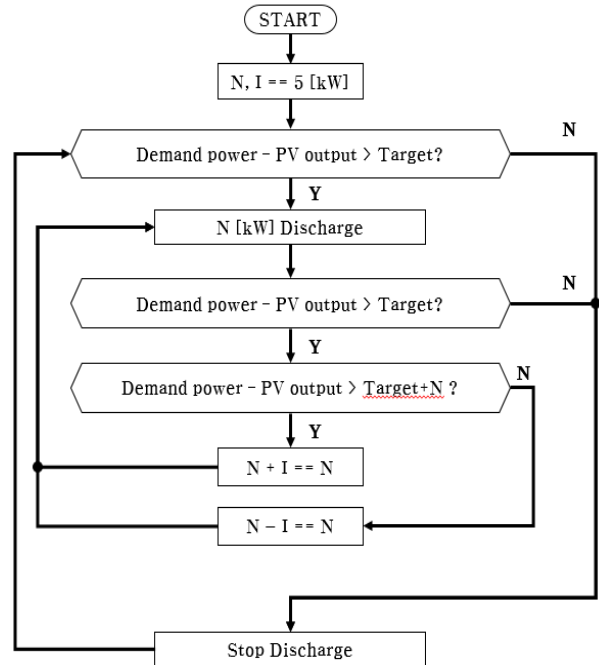 START
N, I == 5 [kW]
N
Demand power - PV output > Target?
Y
N [kW] Discharge
N
Demand power - PV output > Target?
Y
N
Demand power - PV output > Target+N ?
Y
N + I == N
N - I == N
Stop Discharge